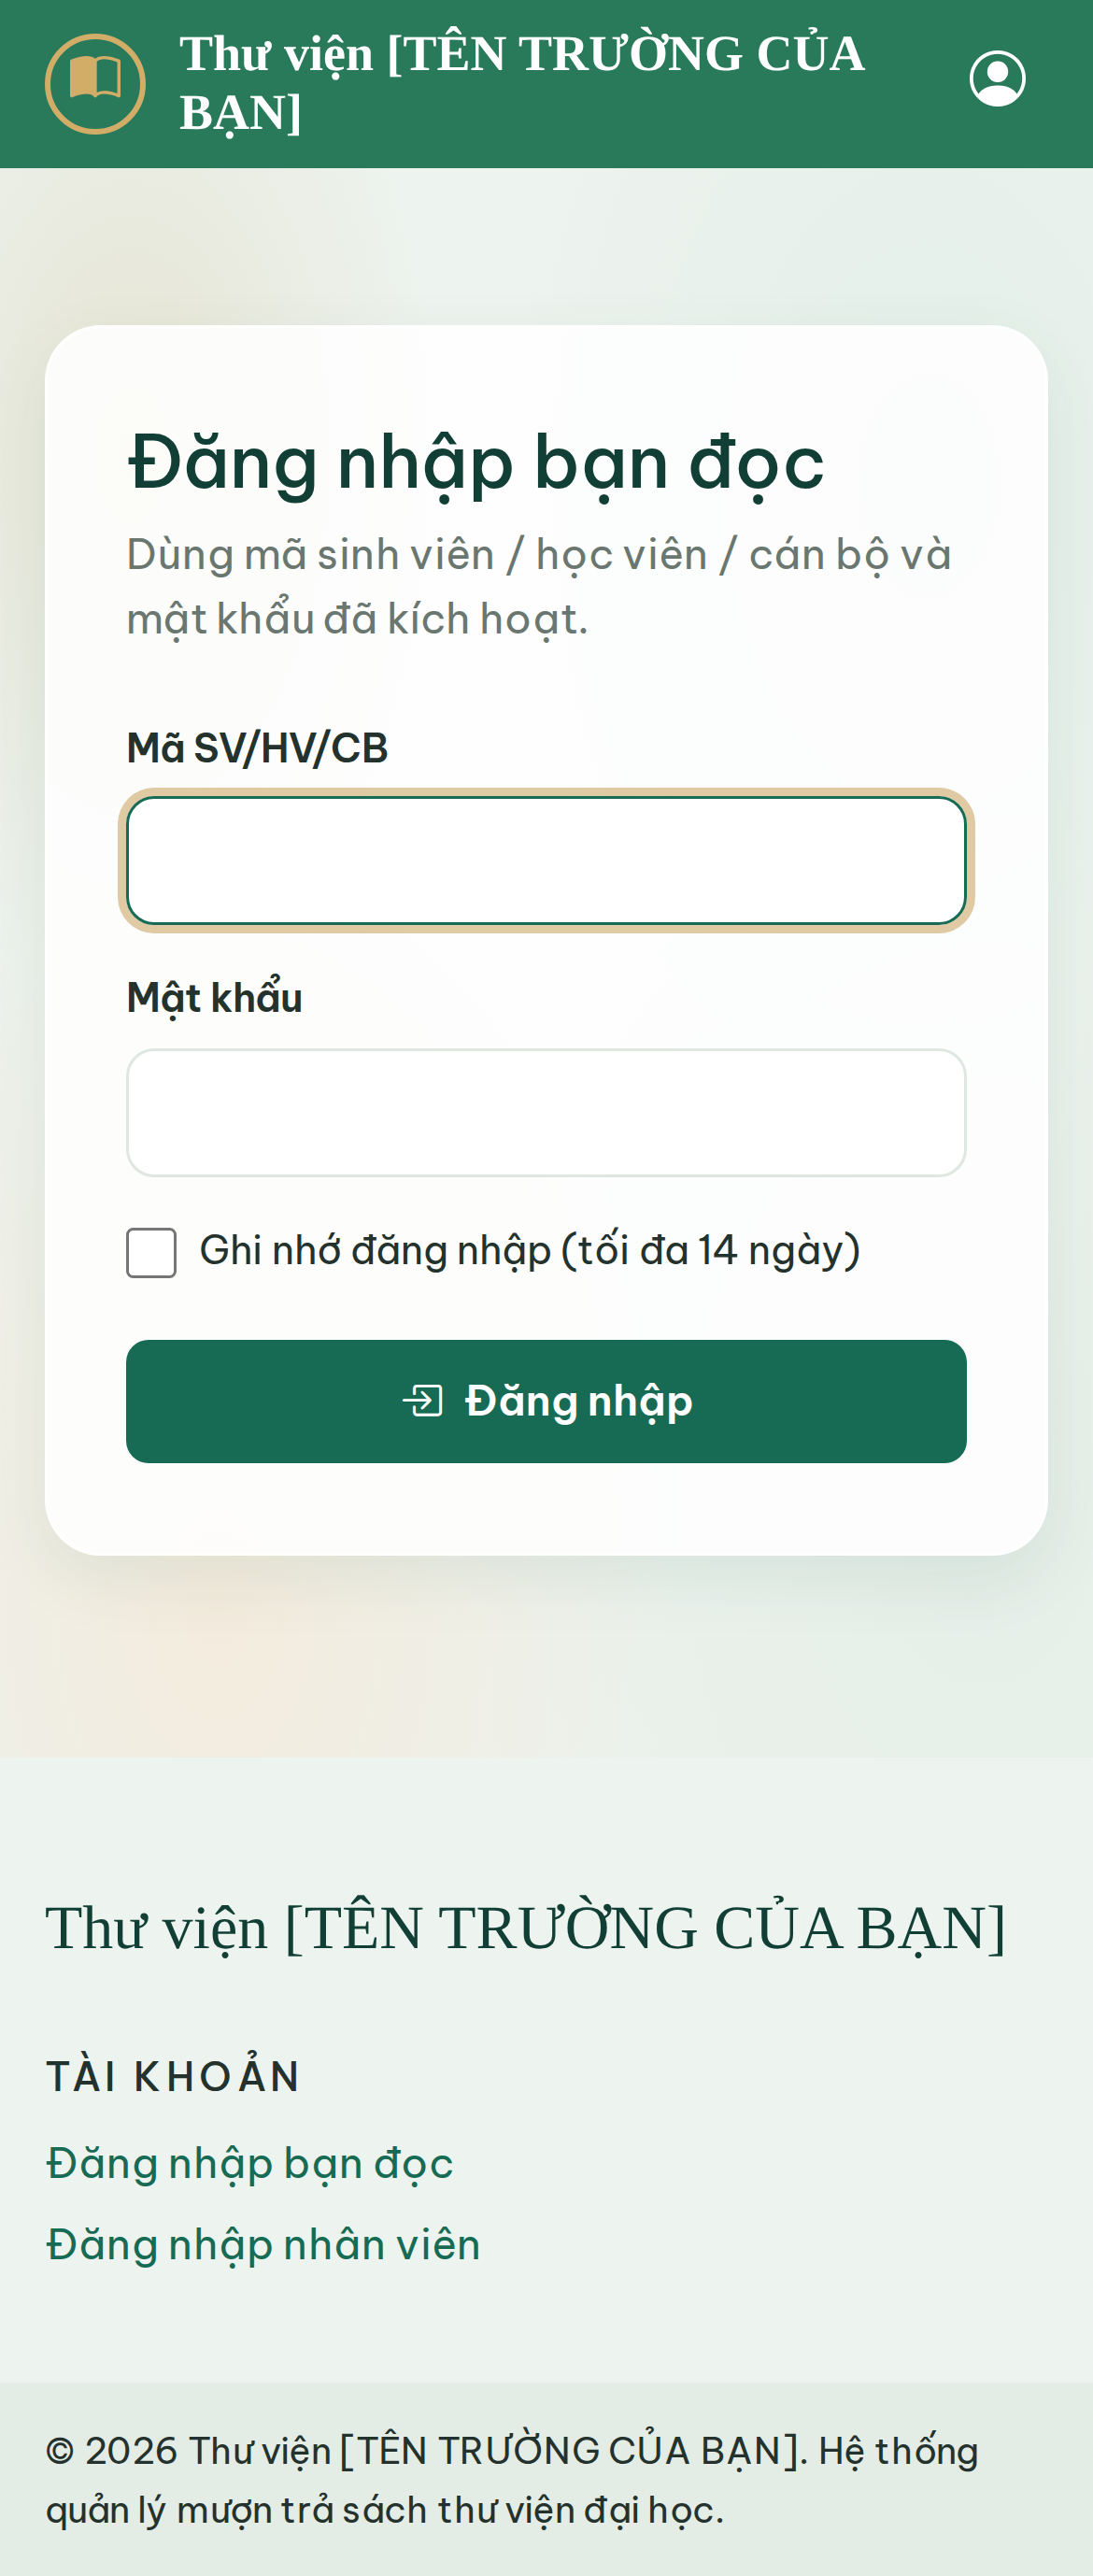 Thư viện [TÊN TRƯỜNG CỦA
BẠN]
Đăng nhập bạn đọc
Dùng mã sinh viên / học viên / cán bộ và
mật khẩu đã kích hoạt.
Mã SV/HV/CB
Mật khẩu
Ghi nhớ đăng nhập (tối đa 14 ngày)
Đăng nhập
Thư viện [TÊN TRƯỜNG CỦA BẠN]
TÀI KHOẢN
Đăng nhập bạn đọc
Đăng nhập nhân viên
© 2026 Thư viện [TÊN TRƯỜNG CỦA BẠN]. Hệ thống
quản lý mượn trả sách thư viện đại học.